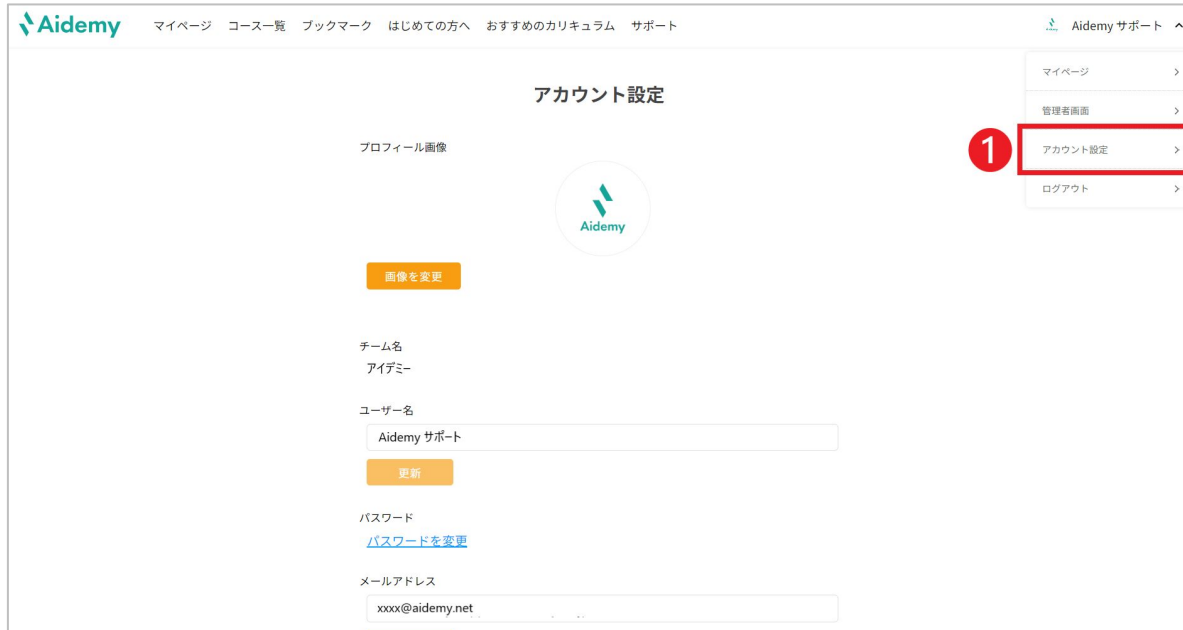 Aidemy マイページ コース一覧 ブックマーク はじめての方へ おすすめのカリキュラム サポート Aidemy サポート
マイページ
管理者画面
1 アカウント設定
ログアウト
アカウント設定
プロフィール画像
Aidemy
画像を変更
チーム名
アイデミー
ユーザー名
Aidemy サポート
更新
パスワード
パスワードを変更
メールアドレス
xxxx@aidemy.net